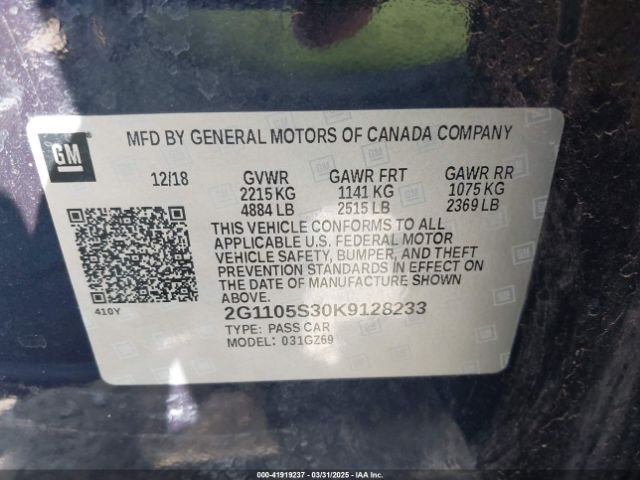 GM
MFD BY GENERAL MOTORS OF CANADA COMPANY
12/18 GVWR GAWR FRT GAWR RR
2215 KG 1141 KG 1075 KG
4884 LB 2515 LB 2369 LB
THIS VEHICLE CONFORMS TO ALL
APPLICABLE U.S. FEDERAL MOTOR
VEHICLE SAFETY, BUMPER, AND THEFT
PREVENTION STANDARDS IN EFFECT ON
THE DATE OF MANUFACTURE SHOWN
ABOVE.
410Y
2G1105S30K9128233
TYPE: PASS CAR
MODEL: 031GZ69
000-41919237 - 03/31/2025 - IAA Inc.